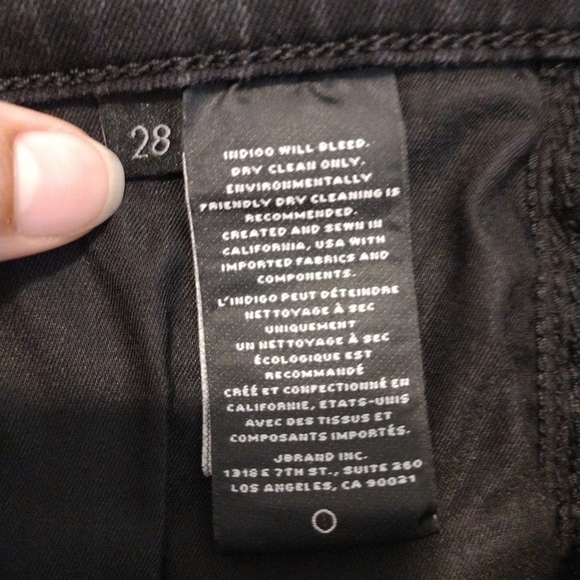 28
INDIGO WILL BLEED.
DRY CLEAN ONLY.
ENVIRONMENTALLY
FRIENDLY DRY CLEANING IS
RECOMMENDED.
CREATED AND SEWN IN
CALIFORNIA, USA WITH
IMPORTED FABRICS AND
COMPONENTS.
L'INDIGO PEUT DÉTEINDRE
NETTOYAGE À SEC
UNIQUEMENT
UN NETTOYAGE À SEC
ÉCOLOGIQUE EST
RECOMMANDÉ
CRÉÉ ET CONFECTIONNÉ EN
CALIFORNIE, ETATS-UNIS
AVEC DES TISSUS ET
COMPOSANTS IMPORTÉS.
JBRAND INC.
1318 E 7TH ST., SUITE 260
LOS ANGELES, CA 90021